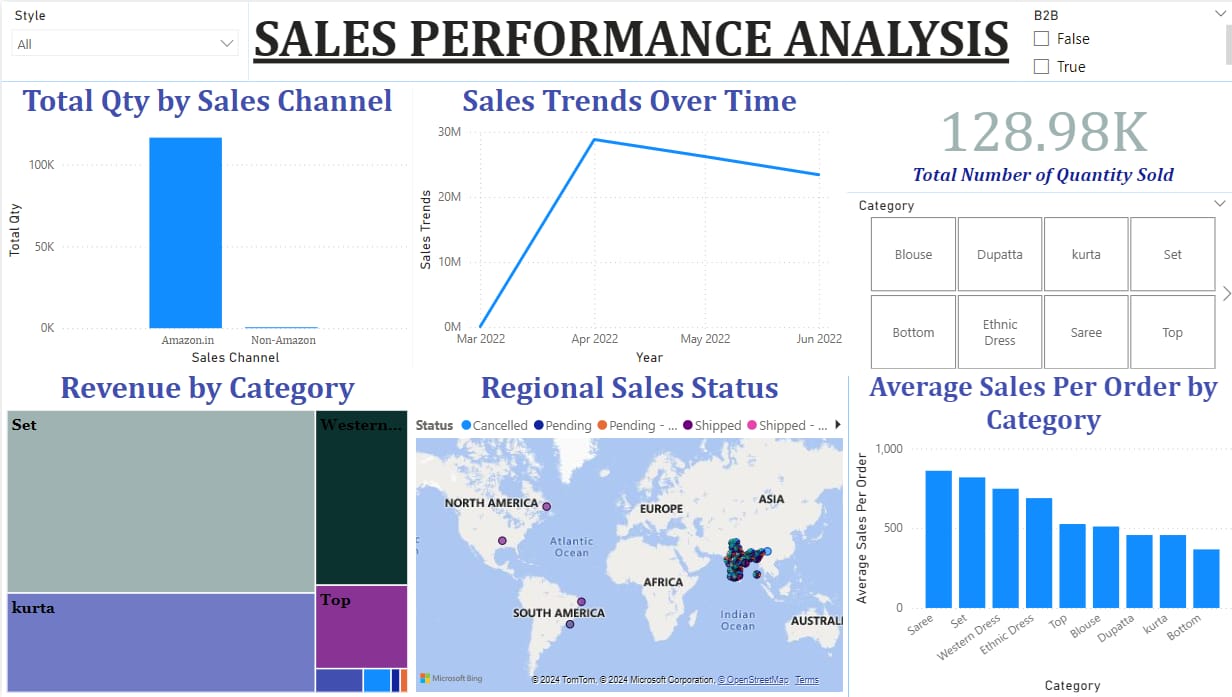 Style
All
SALES PERFORMANCE ANALYSIS
B2B
False
True
Total Qty by Sales Channel
100K
50K
0K
Total Qty
Amazon.in
Non-Amazon
Sales Channel
Sales Trends Over Time
30M
20M
10M
0M
Sales Trends
Mar 2022
Apr 2022
May 2022
Jun 2022
Year
128.98K
Total Number of Quantity Sold
Category
Blouse
Dupatta
kurta
Set
Bottom
Ethnic
Dress
Saree
Top
Revenue by Category
Set
Western...
kurta
Top
Regional Sales Status
Status Cancelled Pending Pending - ... Shipped Shipped - ...
NORTH AMERICA
EUROPE
ASIA
Atlantic
Ocean
AFRICA
SOUTH AMERICA
Indian
Ocean
AUSTRALI
Microsoft Bing
© 2024 TomTom, © 2024 Microsoft Corporation, © OpenStreetMap Terms
Average Sales Per Order by
Category
1,000
500
0
Average Sales Per Order
Saree
Set
Western Dress
Ethnic Dress
Top
Blouse
Dupatta
kurta
Bottom
Category